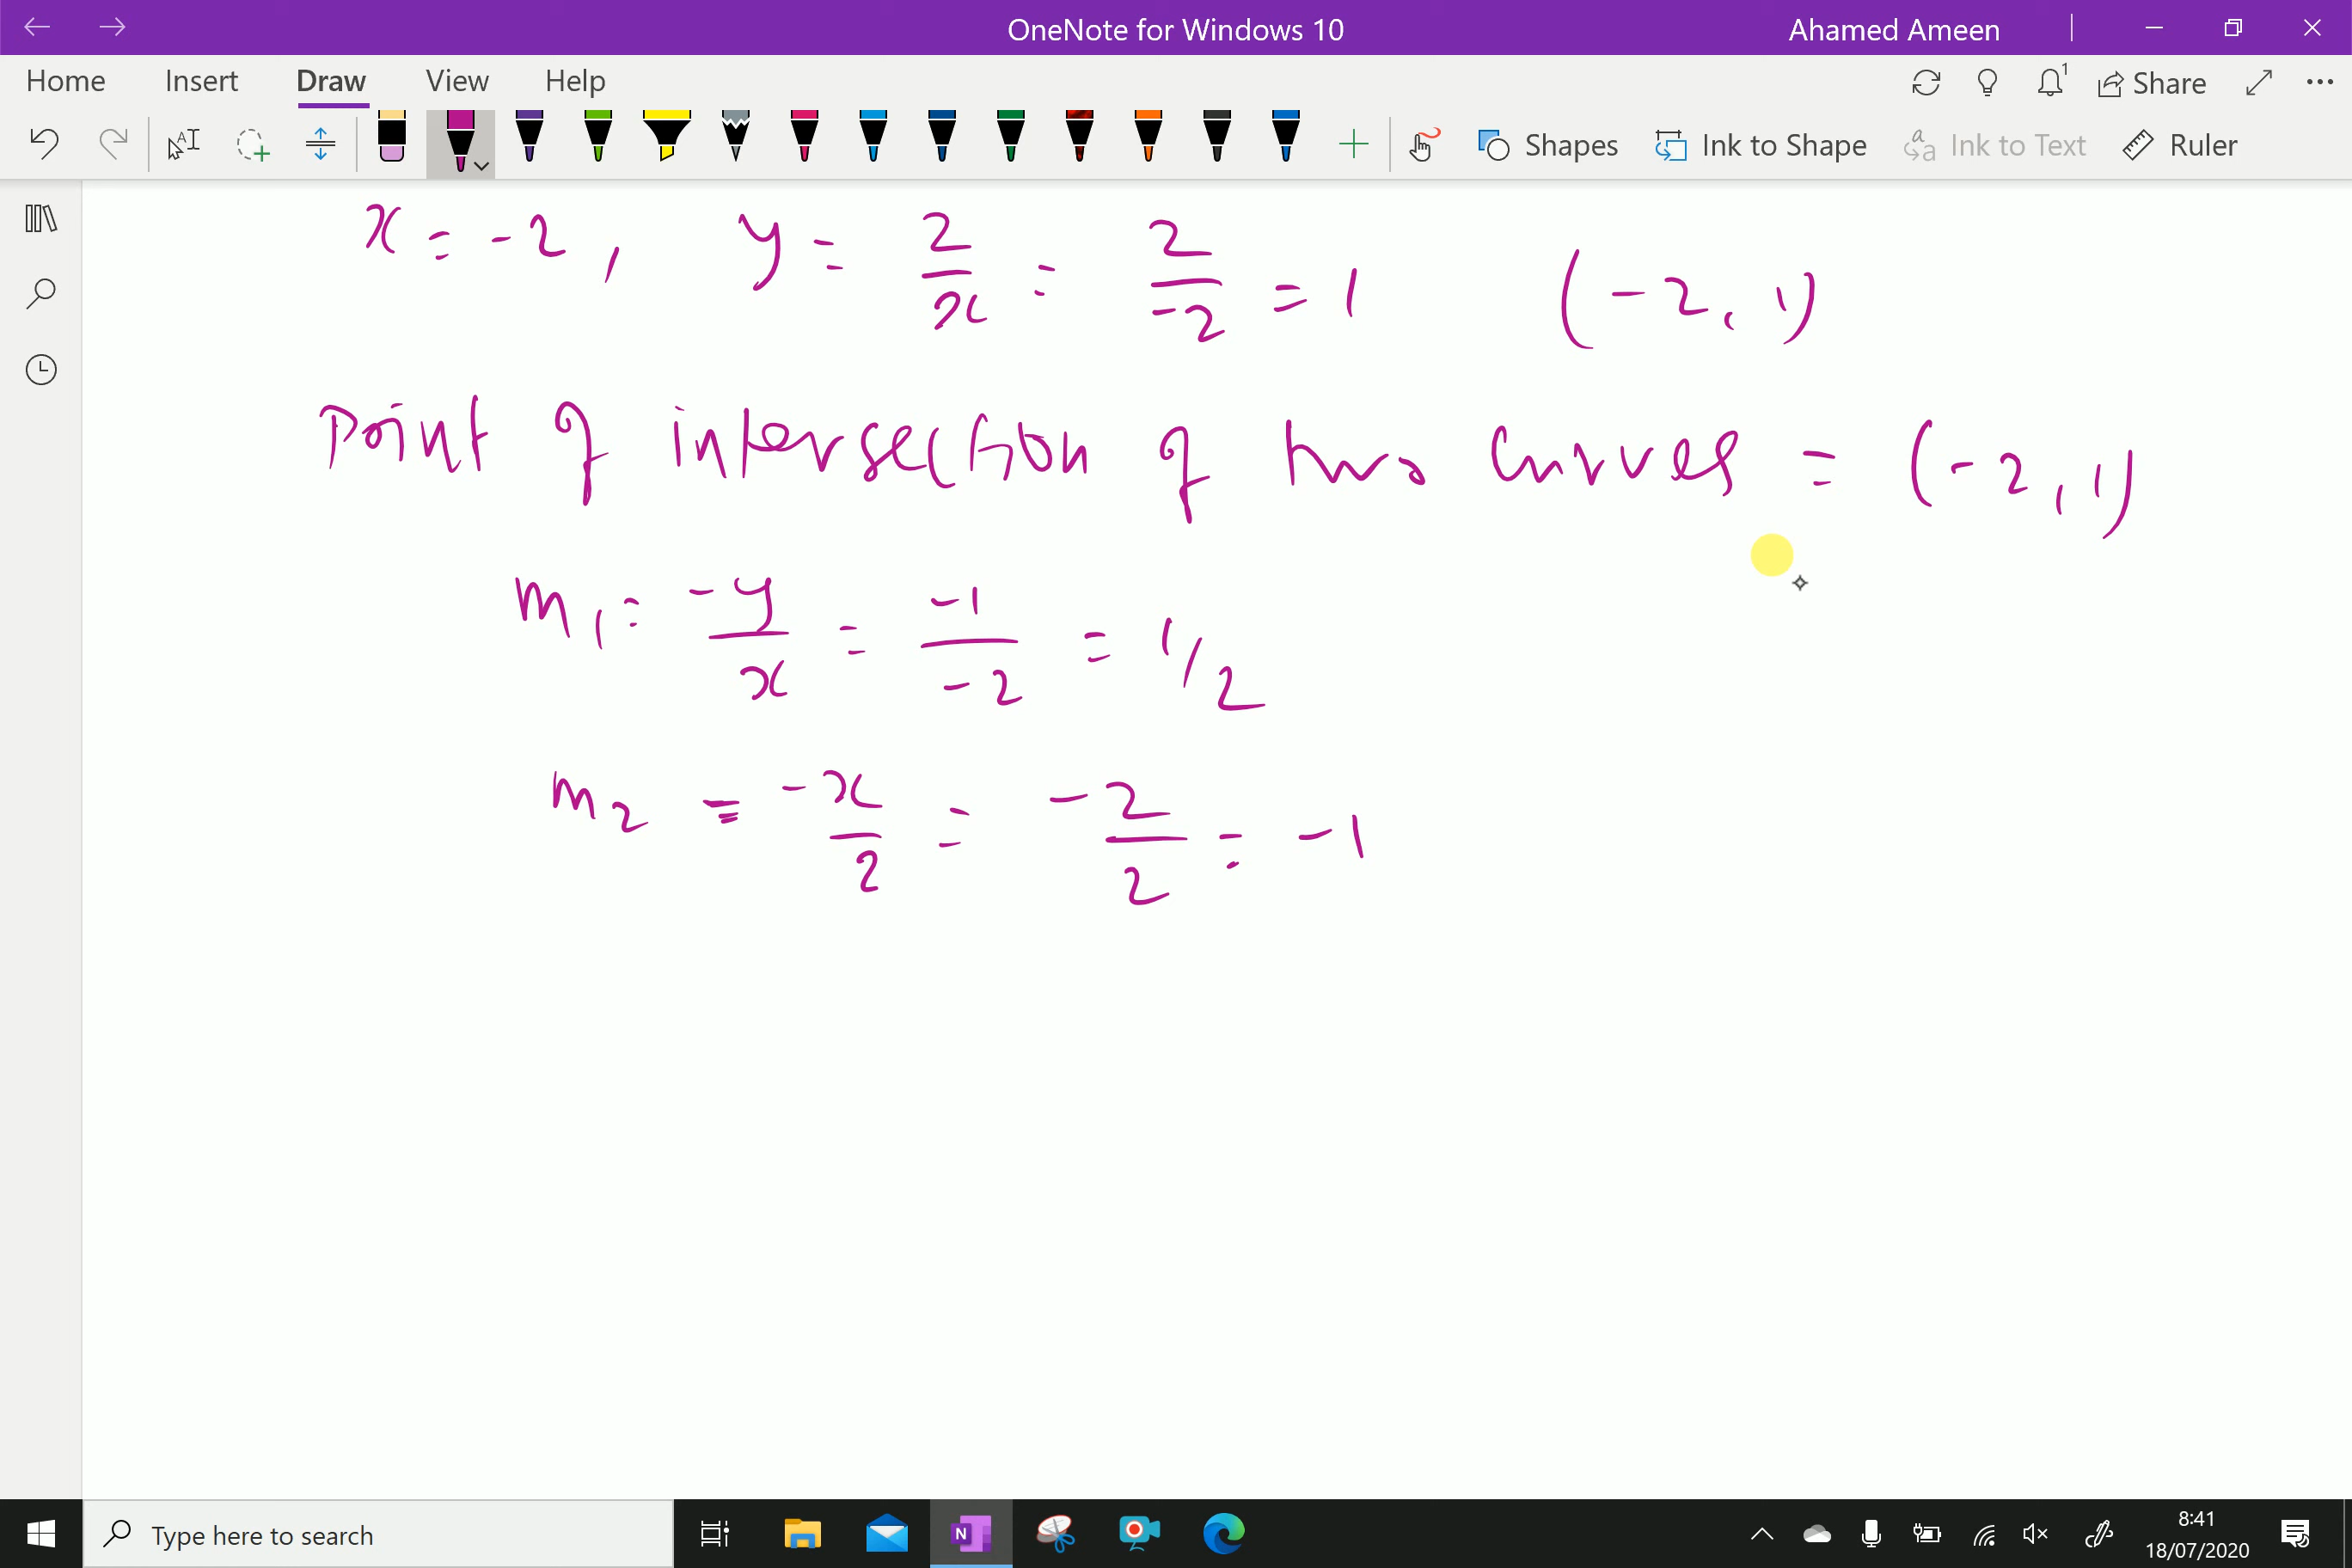 OneNote for Windows 10 Ahamed Ameen
Home Insert Draw View Help 1 Share
Shapes Ink to Shape Ink to Text Ruler
x = -2, y = 2/x = 2/-2 = 1 (-2, 1)
Point of intersection of two curves = (-2, 1)
m1 = -y/x = -1/-2 = 1/2
m2 = -x/2 = -2/2 = -1
Type here to search
8:41
18/07/2020